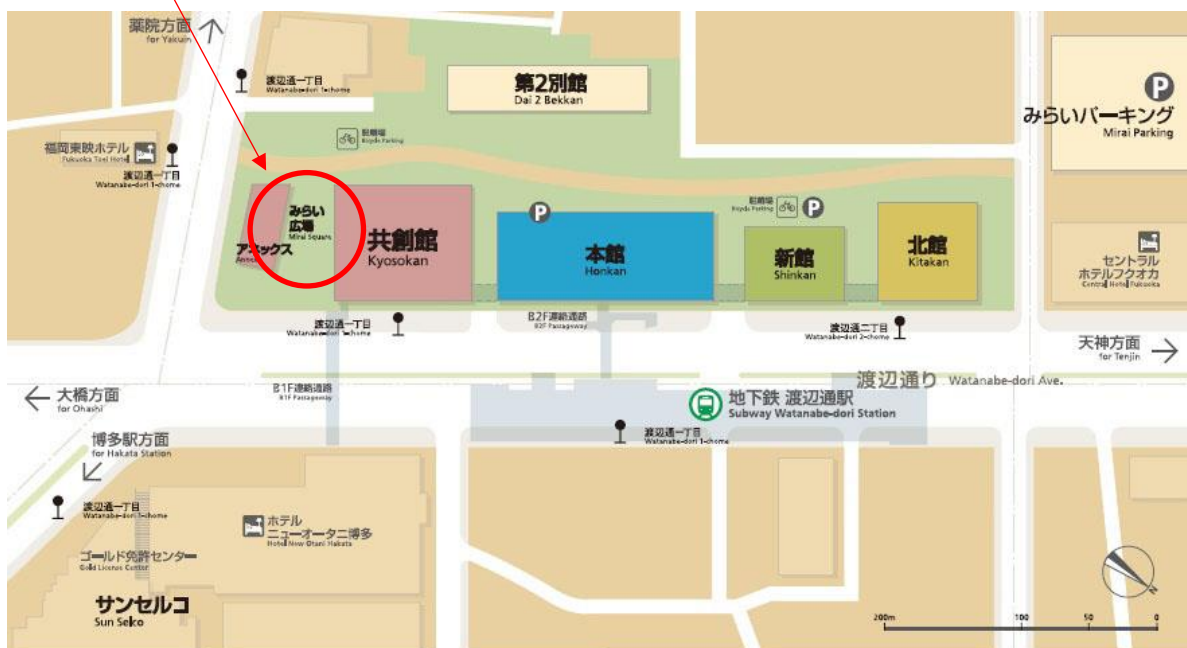 薬院方面
for Yakuin
渡辺通一丁目
Watanabe-dori 1-chome
第2別館
Dai 2 Bekkan
P
みらいパーキング
Mirai Parking
駐輪場
Bicycle Parking
福岡東映ホテル
Fukuoka Toei Hotel
渡辺通一丁目
Watanabe-dori 1-chome
みらい
広場
Mirai Square
アネックス
共創館
Kyosokan
P
本館
Honkan
駐輪場
Bicycle Parking
P
新館
Shinkan
北館
Kitakan
セントラル
ホテルフクオカ
Central Hotel Fukuoka
渡辺通一丁目
Watanabe-dori 1-chome
B2F連絡通路
B2F Passageway
渡辺通二丁目
Watanabe-dori 2-chome
天神方面
for Tenjin
大橋方面
for Ohashi
B1F連絡通路
B1F Passageway
渡辺通り Watanabe-dori Ave.
地下鉄 渡辺通駅
Subway Watanabe-dori Station
博多駅方面
for Hakata Station
渡辺通一丁目
Watanabe-dori 1-chome
渡辺通一丁目
Watanabe-dori 1-chome
ホテル
ニューオータニ博多
Hotel New Otani Hakata
ゴールド免許センター
Gold License Center
サンセルコ
Sun Selco
N
200m 100 50 0